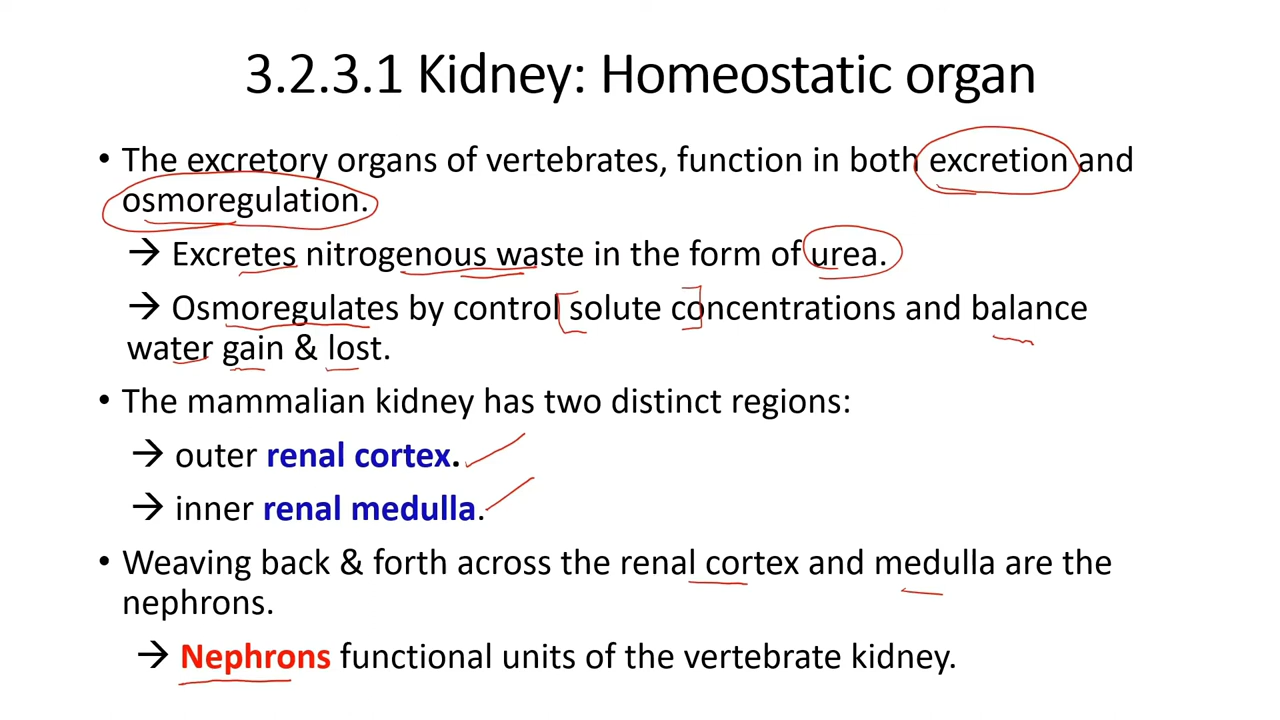 3.2.3.1 Kidney: Homeostatic organ
• The excretory organs of vertebrates, function in both excretion and
osmoregulation.
→ Excretes nitrogenous waste in the form of urea.
→ Osmoregulates by control solute concentrations and balance
water gain & lost.
• The mammalian kidney has two distinct regions:
→ outer renal cortex.
→ inner renal medulla.
• Weaving back & forth across the renal cortex and medulla are the
nephrons.
→ Nephrons functional units of the vertebrate kidney.